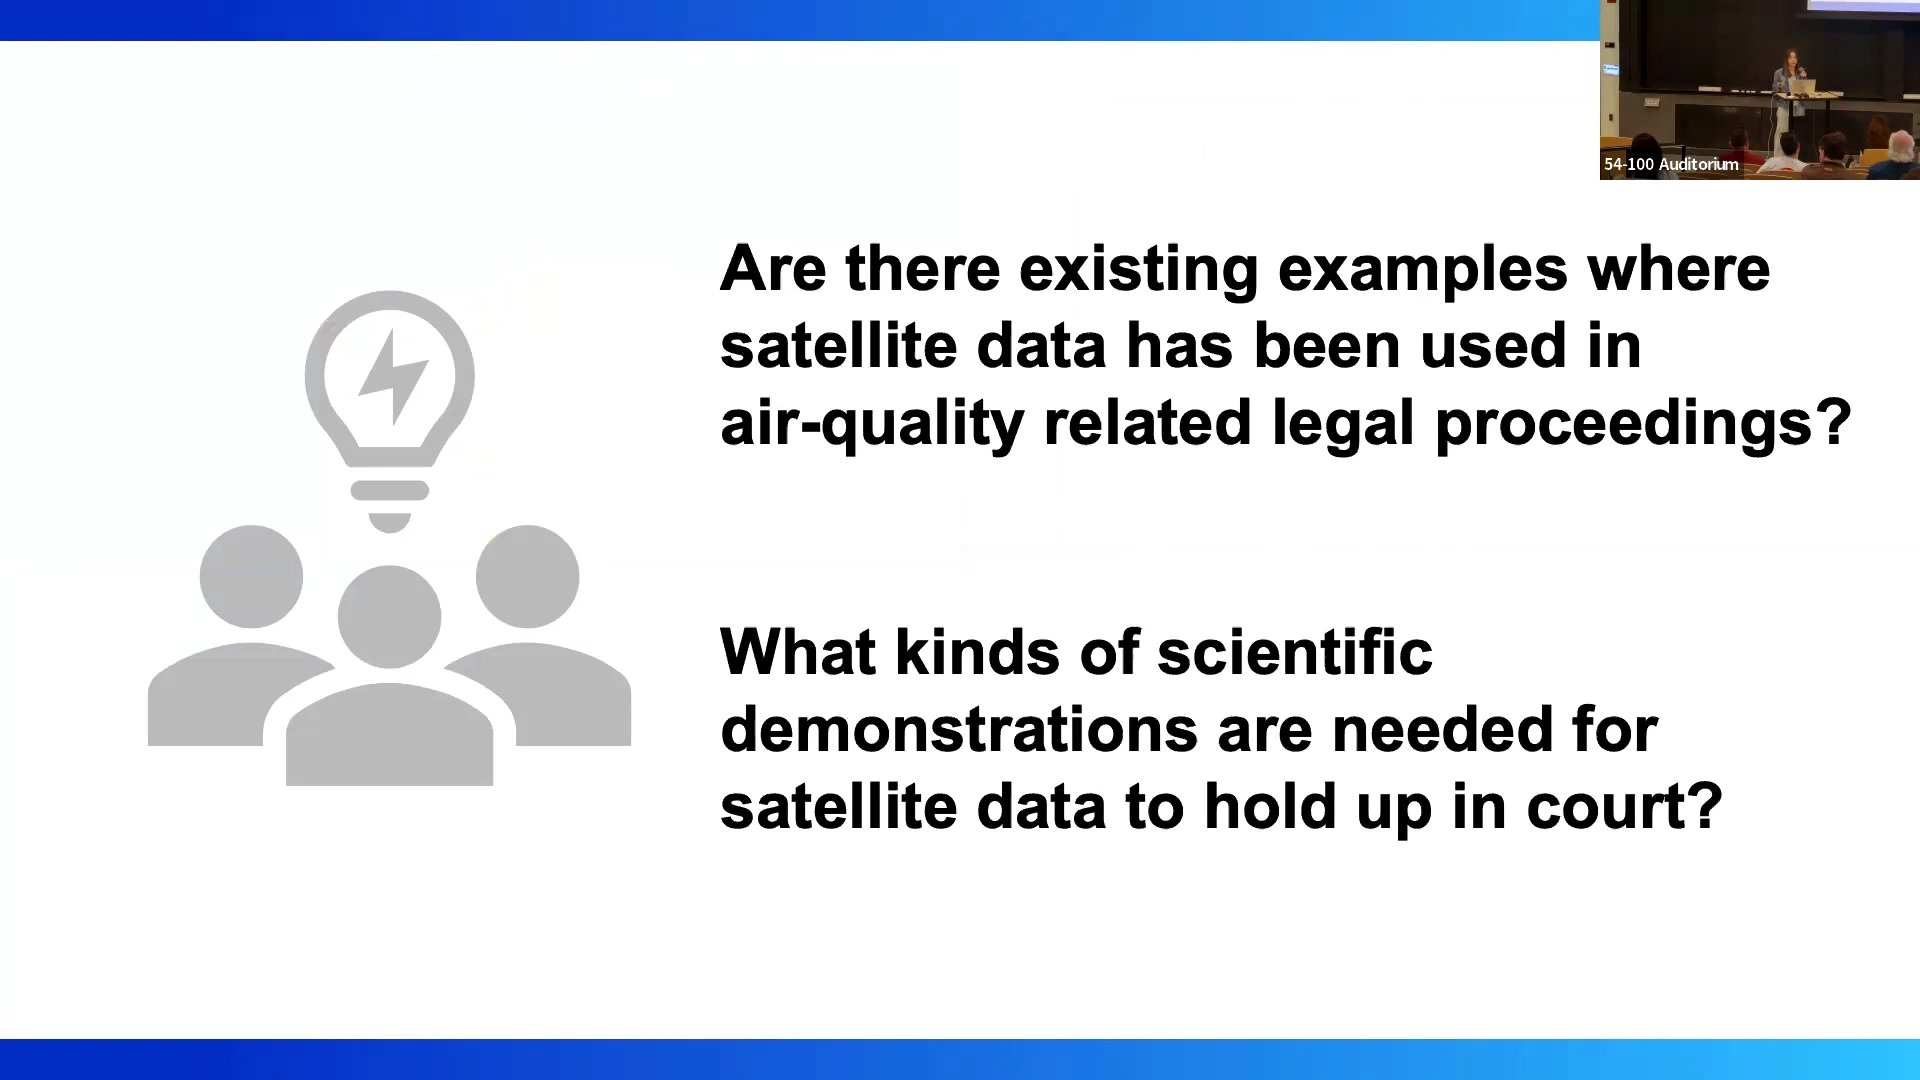 54-100 Auditorium
Are there existing examples where
satellite data has been used in
air-quality related legal proceedings?
What kinds of scientific
demonstrations are needed for
satellite data to hold up in court?